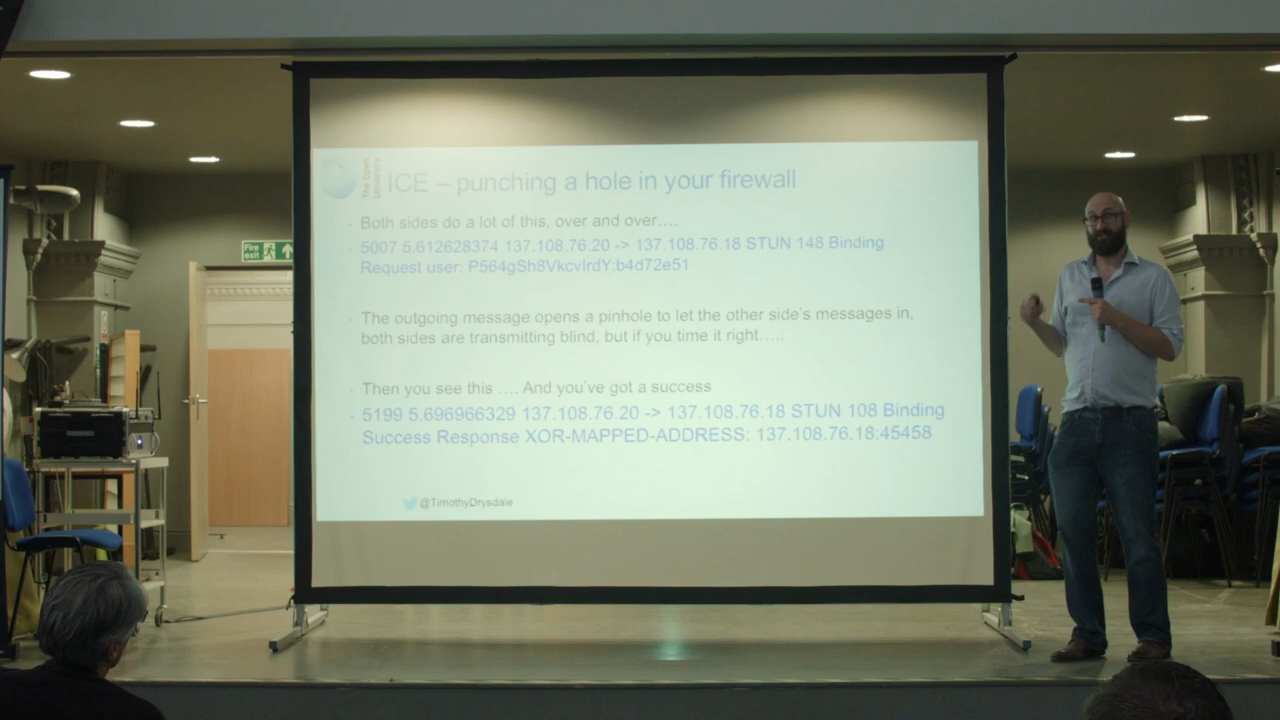 Fire
exit
The Open
University
ICE – punching a hole in your firewall
Both sides do a lot of this, over and over….
5007 5.612628374 137.108.76.20 -> 137.108.76.18 STUN 148 Binding
Request user: P564gSh8VkcvIrdY:b4d72e51
The outgoing message opens a pinhole to let the other side's messages in,
both sides are transmitting blind, but if you time it right…..
Then you see this …. And you've got a success
5199 5.696966329 137.108.76.20 -> 137.108.76.18 STUN 108 Binding
Success Response XOR-MAPPED-ADDRESS: 137.108.76.18:45458
@TimothyDrysdale